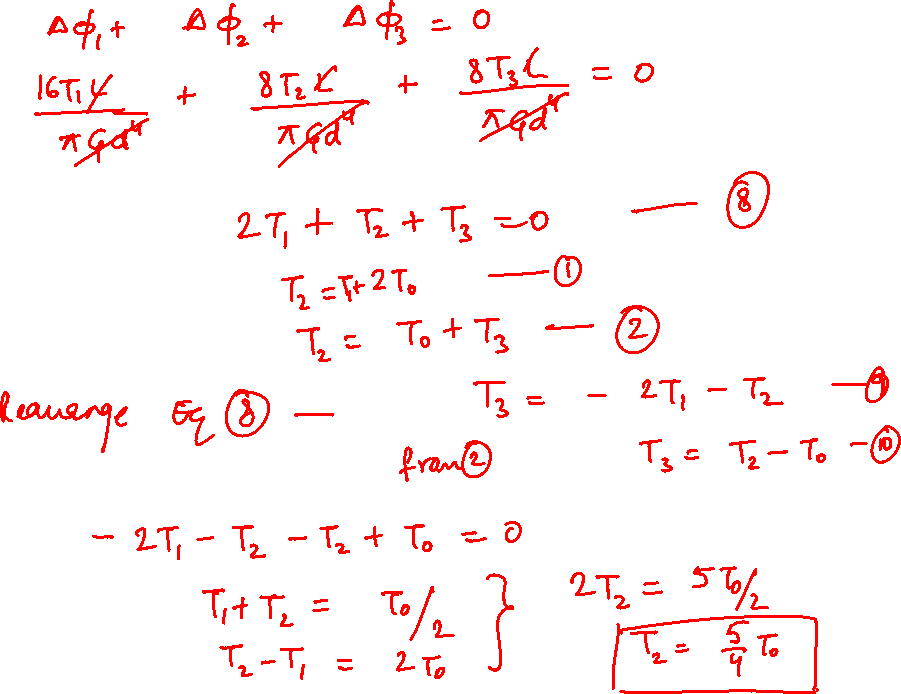 Δϕ₁ + Δϕ₂ + Δϕ₃ = 0
16T₁L/πGd⁴ + 8T₂L/πGd⁴ + 8T₃L/πGd⁴ = 0
2T₁ + T₂ + T₃ = 0 — ⑧
T₂ = T₁ + 2T₀ — ①
T₂ = T₀ + T₃ — ②
Rearrange Eq ⑧ — T₃ = - 2T₁ - T₂ — ⑨
from ② T₃ = T₂ - T₀ - ⑩
- 2T₁ - T₂ - T₂ + T₀ = 0
T₁ + T₂ = T₀/2 } 2T₂ = 5T₀/2
T₂ - T₁ = 2T₀ T₂ = 5/4 T₀